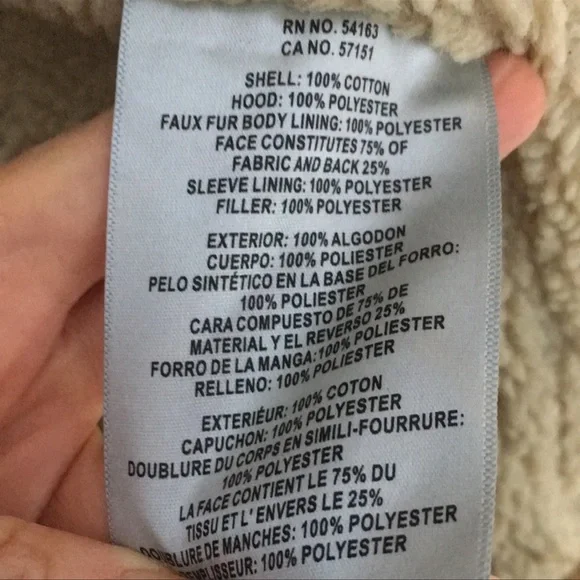 RN NO. 54163
CA NO. 57151
SHELL: 100% COTTON
HOOD: 100% POLYESTER
FAUX FUR BODY LINING: 100% POLYESTER
FACE CONSTITUTES 75% OF
FABRIC AND BACK 25%
SLEEVE LINING: 100% POLYESTER
FILLER: 100% POLYESTER
EXTERIOR: 100% ALGODON
CUERPO: 100% POLIESTER
PELO SINTÉTICO EN LA BASE DEL FORRO:
100% POLIESTER
CARA COMPUESTO DE 75% DE
MATERIAL Y EL REVERSO 25%
FORRO DE LA MANGA: 100% POLIESTER
RELLENO: 100% POLIESTER
EXTERIÉUR: 100% COTON
CAPUCHON: 100% POLYESTER
DOUBLURE DU CORPS EN SIMILI-FOURRURE:
100% POLYESTER
LA FACE CONTIENT LE 75% DU
TISSU ET L'ENVERS LE 25%
DOUBLURE DE MANCHES: 100% POLYESTER
EMPLISSEUR: 100% POLYESTER